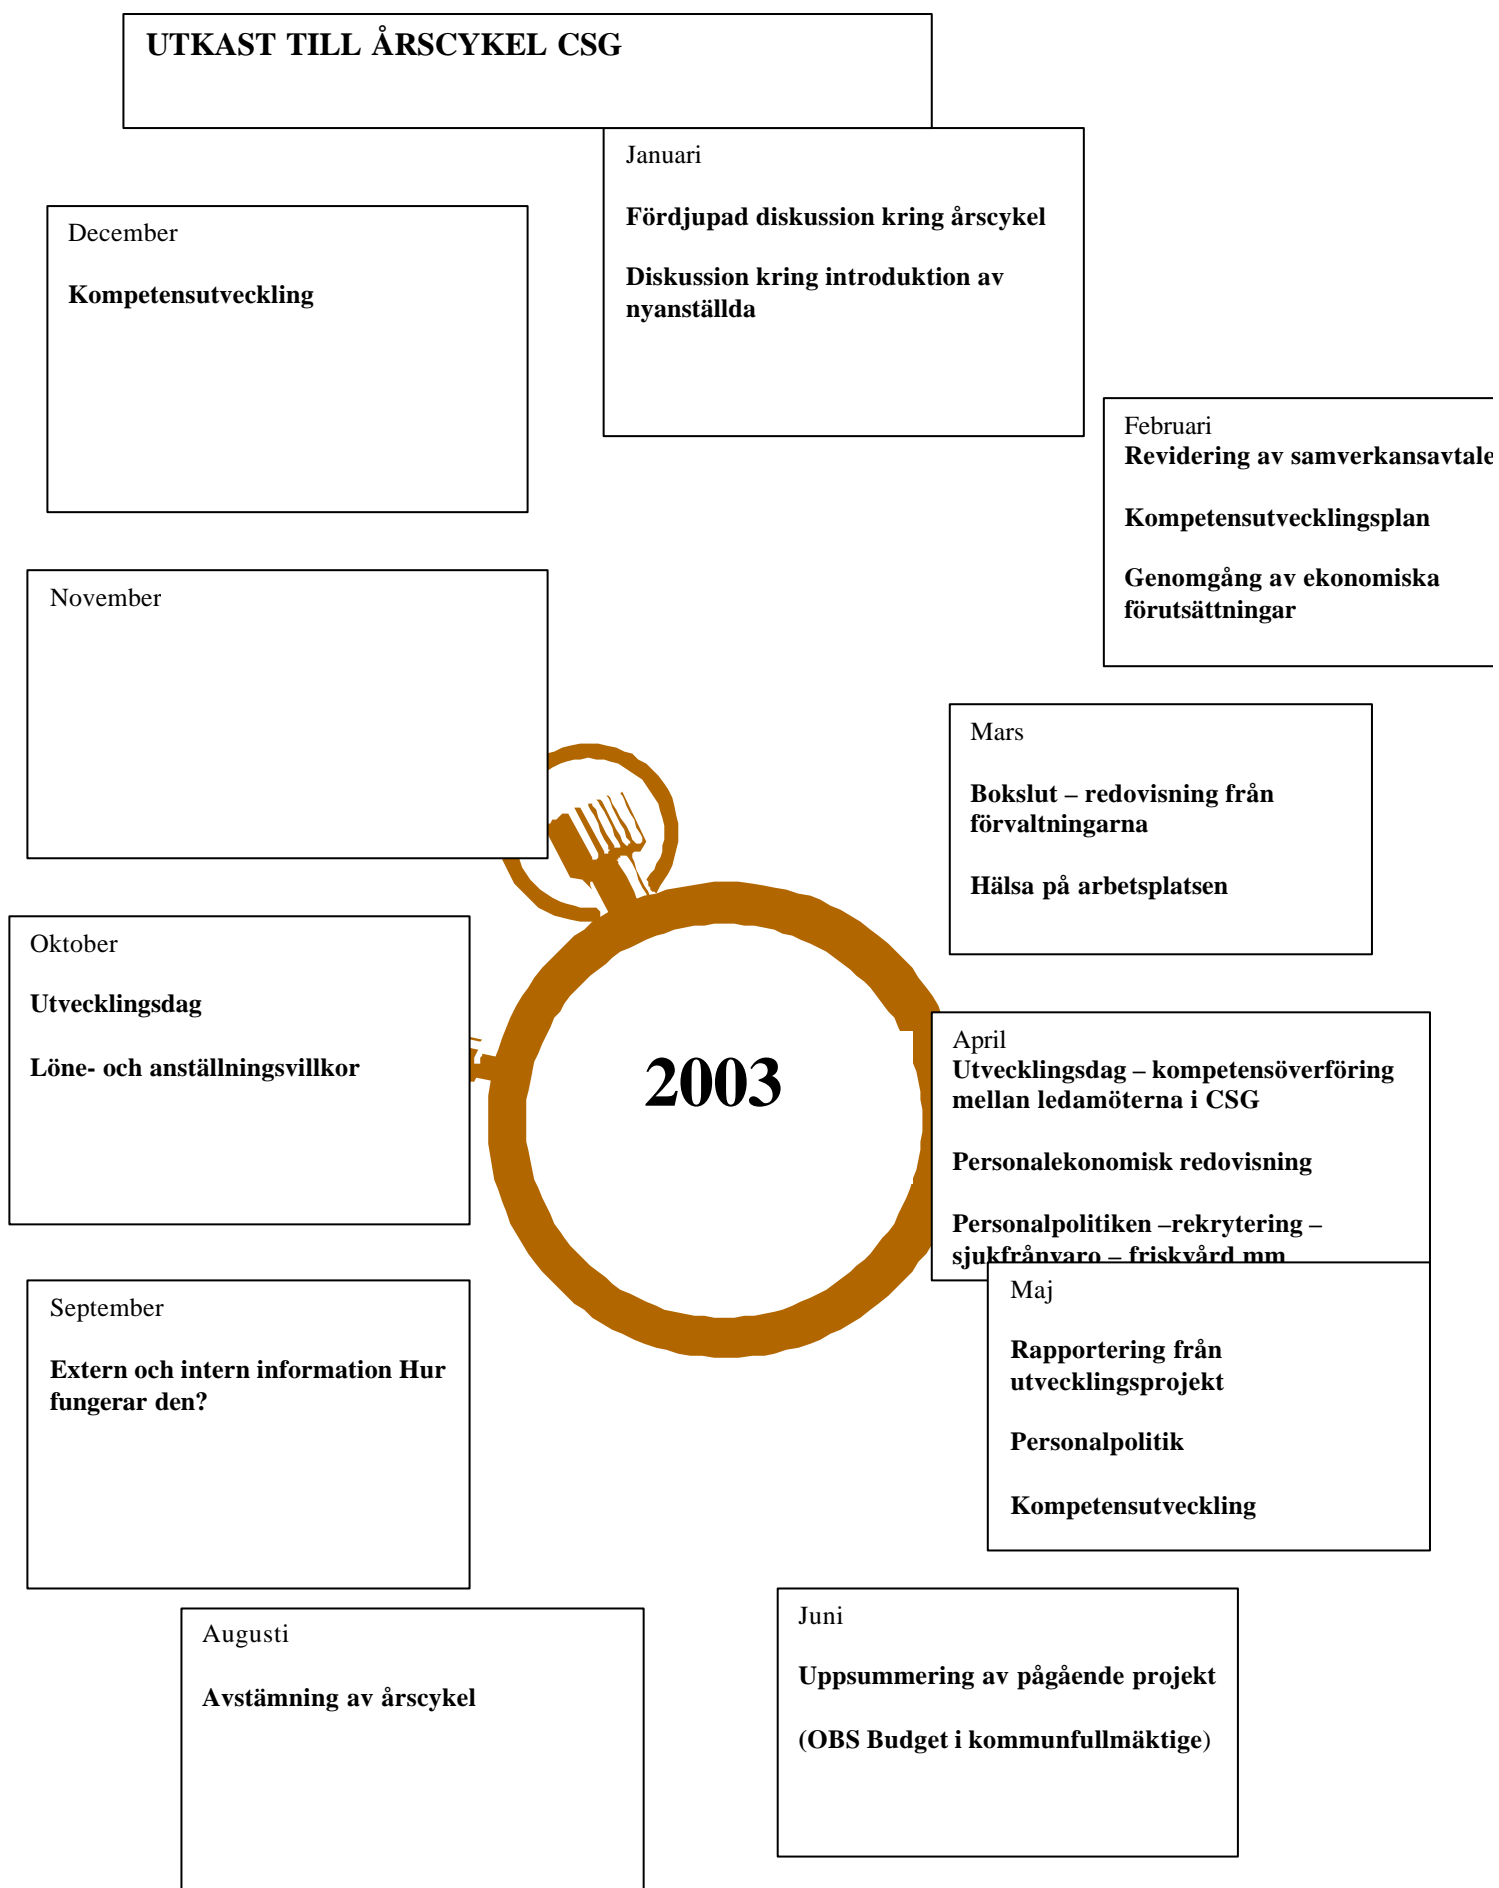 UTKAST TILL ÅRSCYKEL CSG
Januari
Fördjupad diskussion kring årscykel
Diskussion kring introduktion av
nyanställda
December
Kompetensutveckling
Februari
Revidering av samverkansavtale
Kompetensutvecklingsplan
Genomgång av ekonomiska
förutsättningar
November
Mars
Bokslut – redovisning från
förvaltningarna
Hälsa på arbetsplatsen
Oktober
Utvecklingsdag
Löne- och anställningsvillkor
2003
April
Utvecklingsdag – kompetensöverföring
mellan ledamöterna i CSG
Personalekonomisk redovisning
Personalpolitiken –rekrytering –
sjukfrånvaro – friskvård mm
Maj
Rapportering från
utvecklingsprojekt
Personalpolitik
Kompetensutveckling
September
Extern och intern information Hur
fungerar den?
Juni
Uppsummering av pågående projekt
(OBS Budget i kommunfullmäktige)
Augusti
Avstämning av årscykel